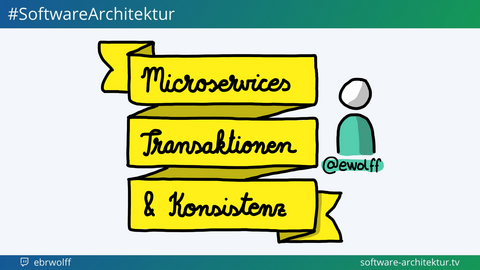 #SoftwareArchitektur
Microservices
Transaktionen
& Konsistenz
@ewolff
ebrwolff
software-architektur.tv